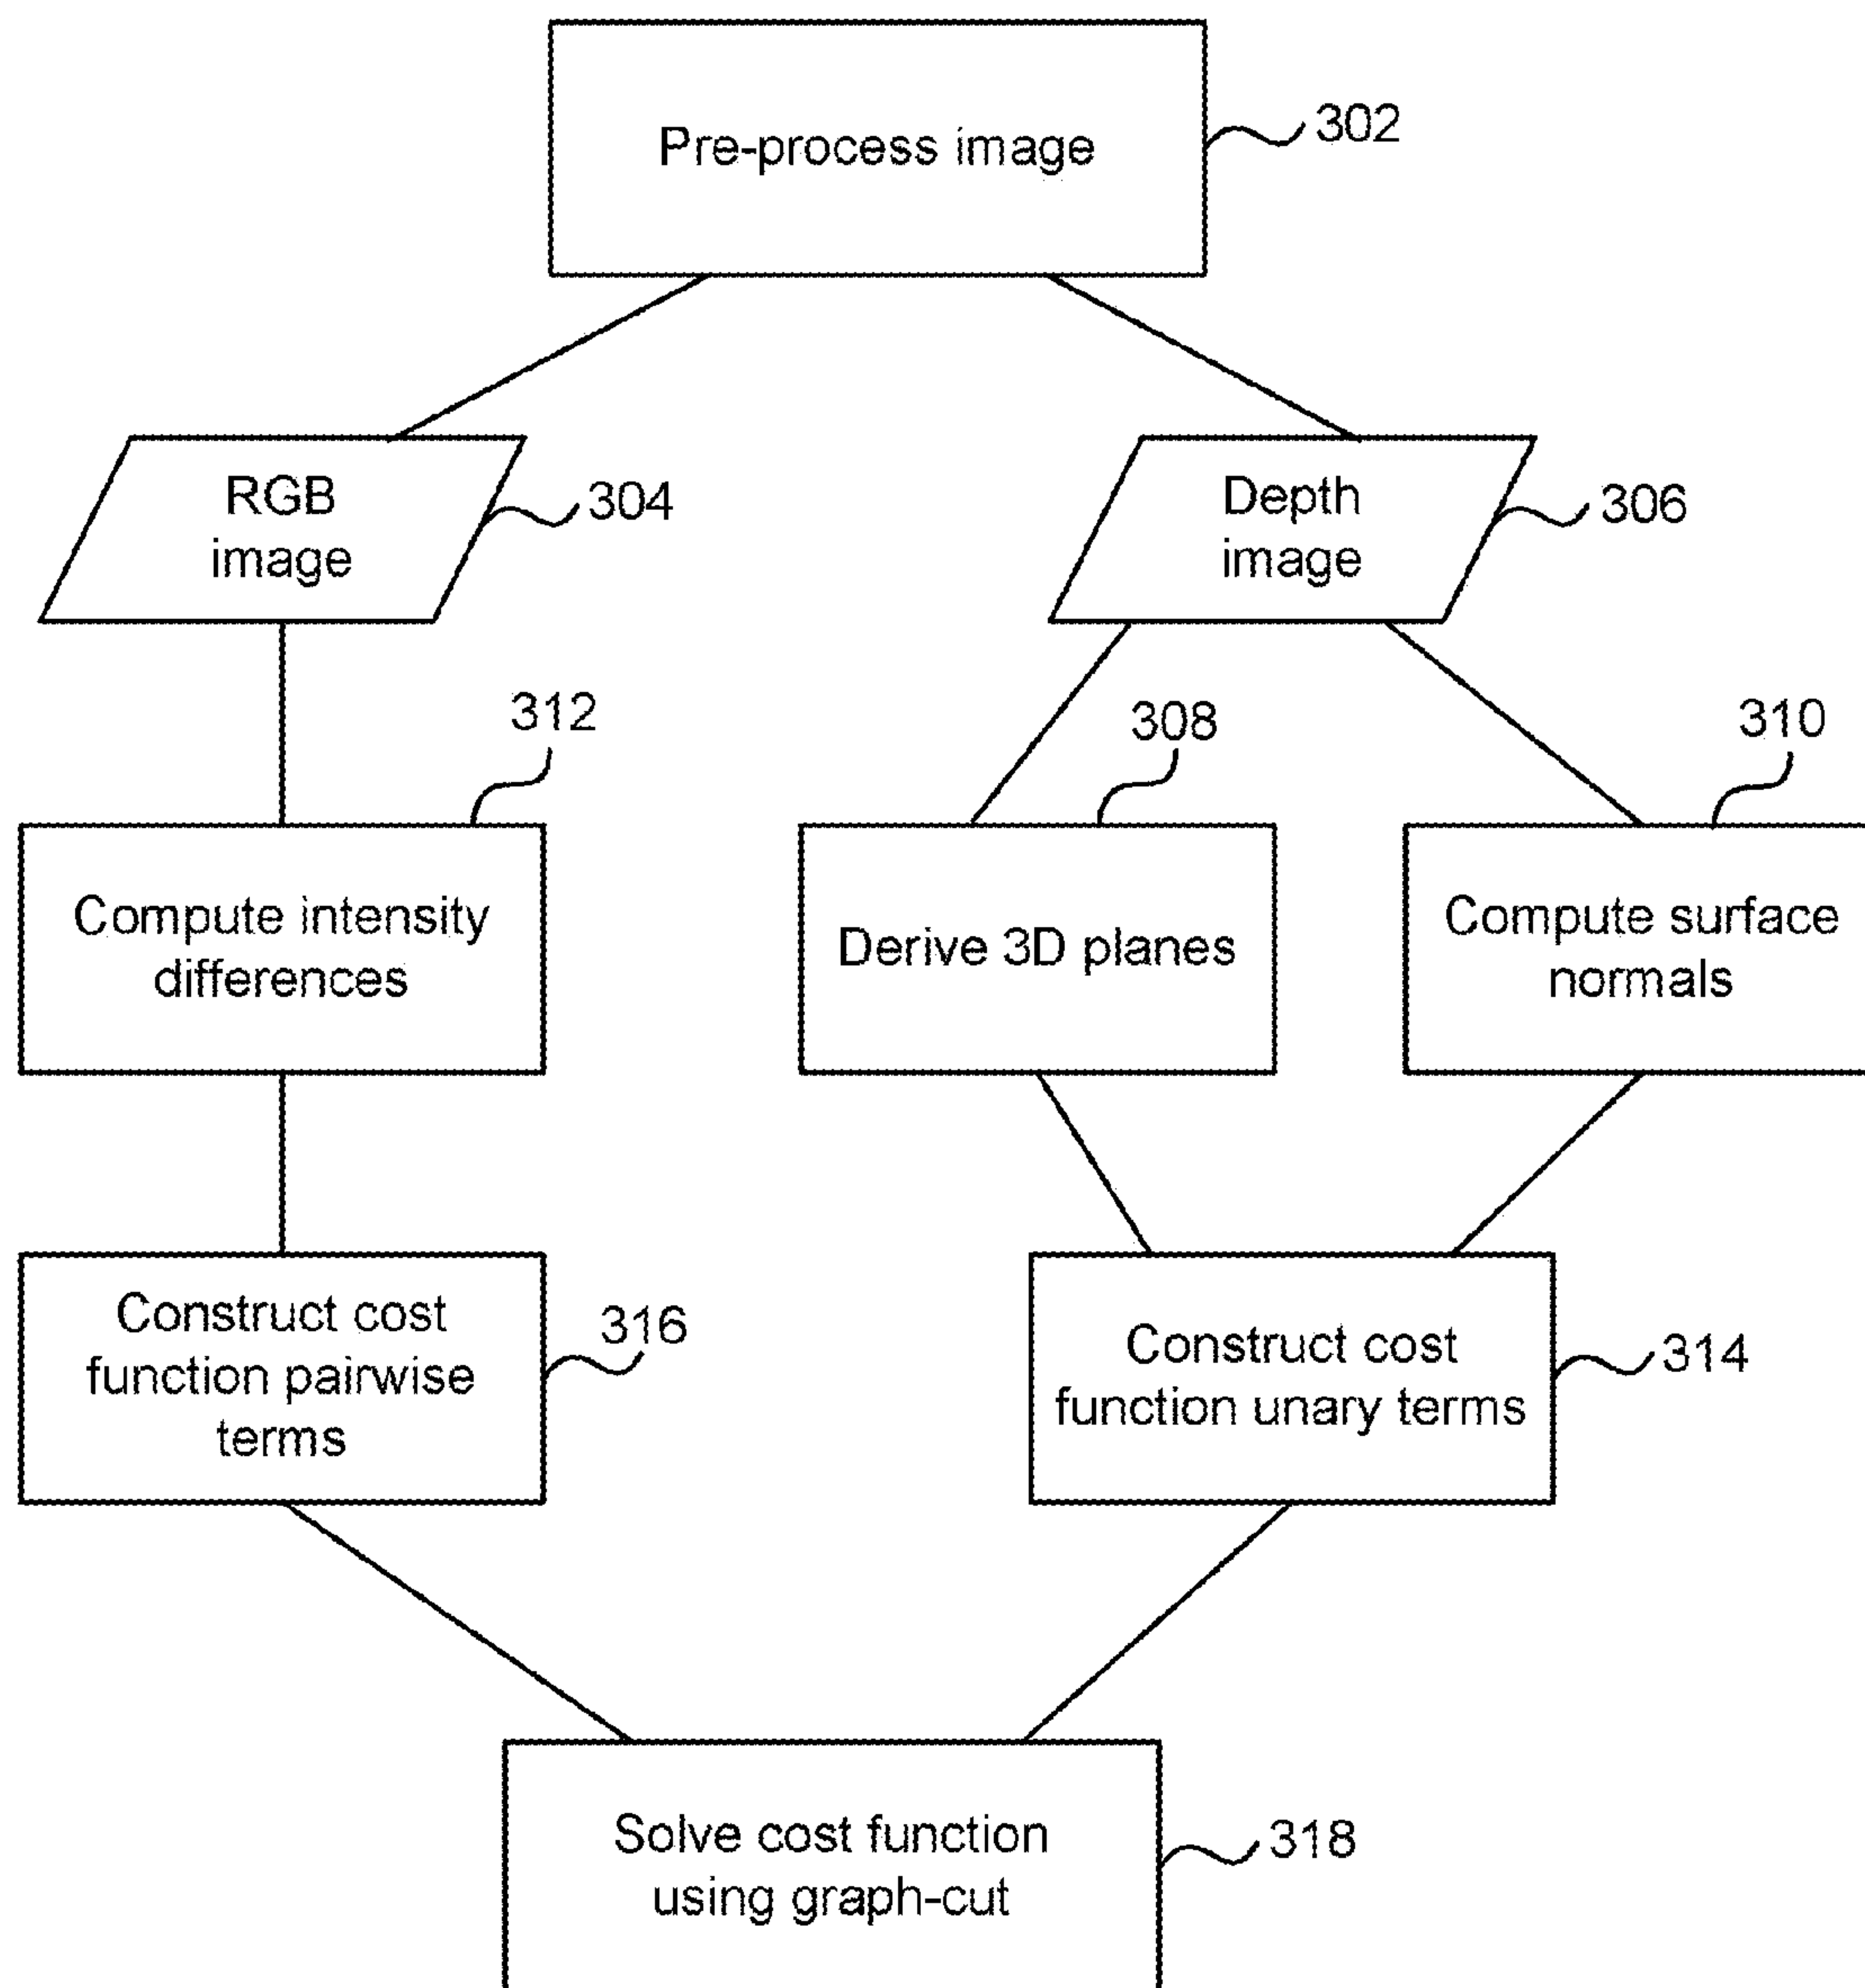 Pre-process image
302
RGB
image
304
Depth
image
306
312
308
310
Compute intensity
differences
Derive 3D planes
Compute surface
normals
Construct cost
function pairwise
terms
316
Construct cost
function unary terms
314
Solve cost function
using graph-cut
318